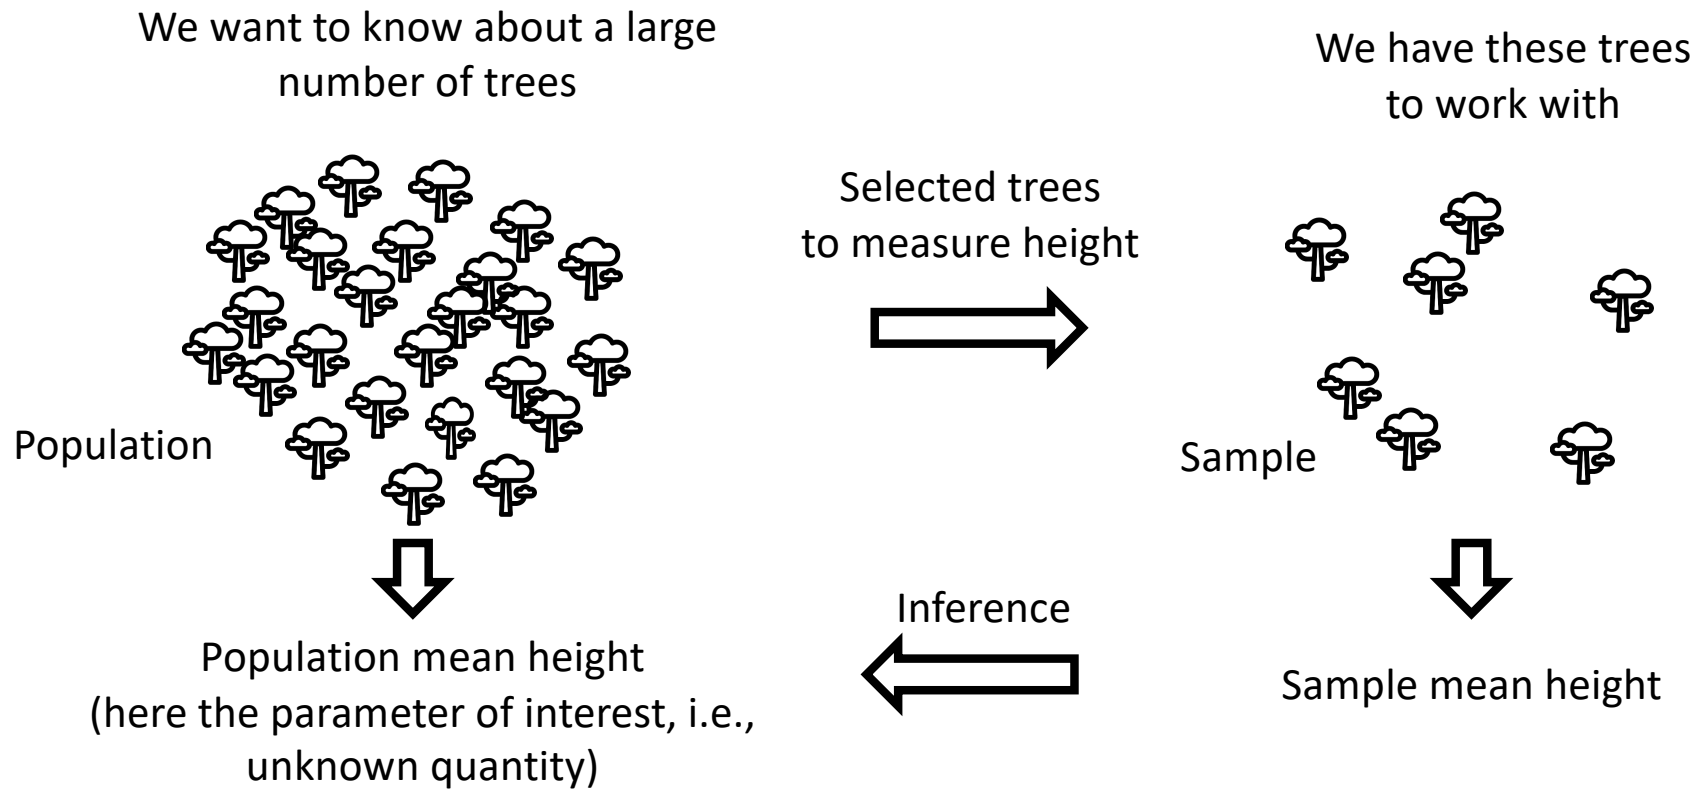 We want to know about a large
number of trees
We have these trees
to work with
Selected trees
to measure height
Population
Sample
Inference
Population mean height
(here the parameter of interest, i.e.,
unknown quantity)
Sample mean height